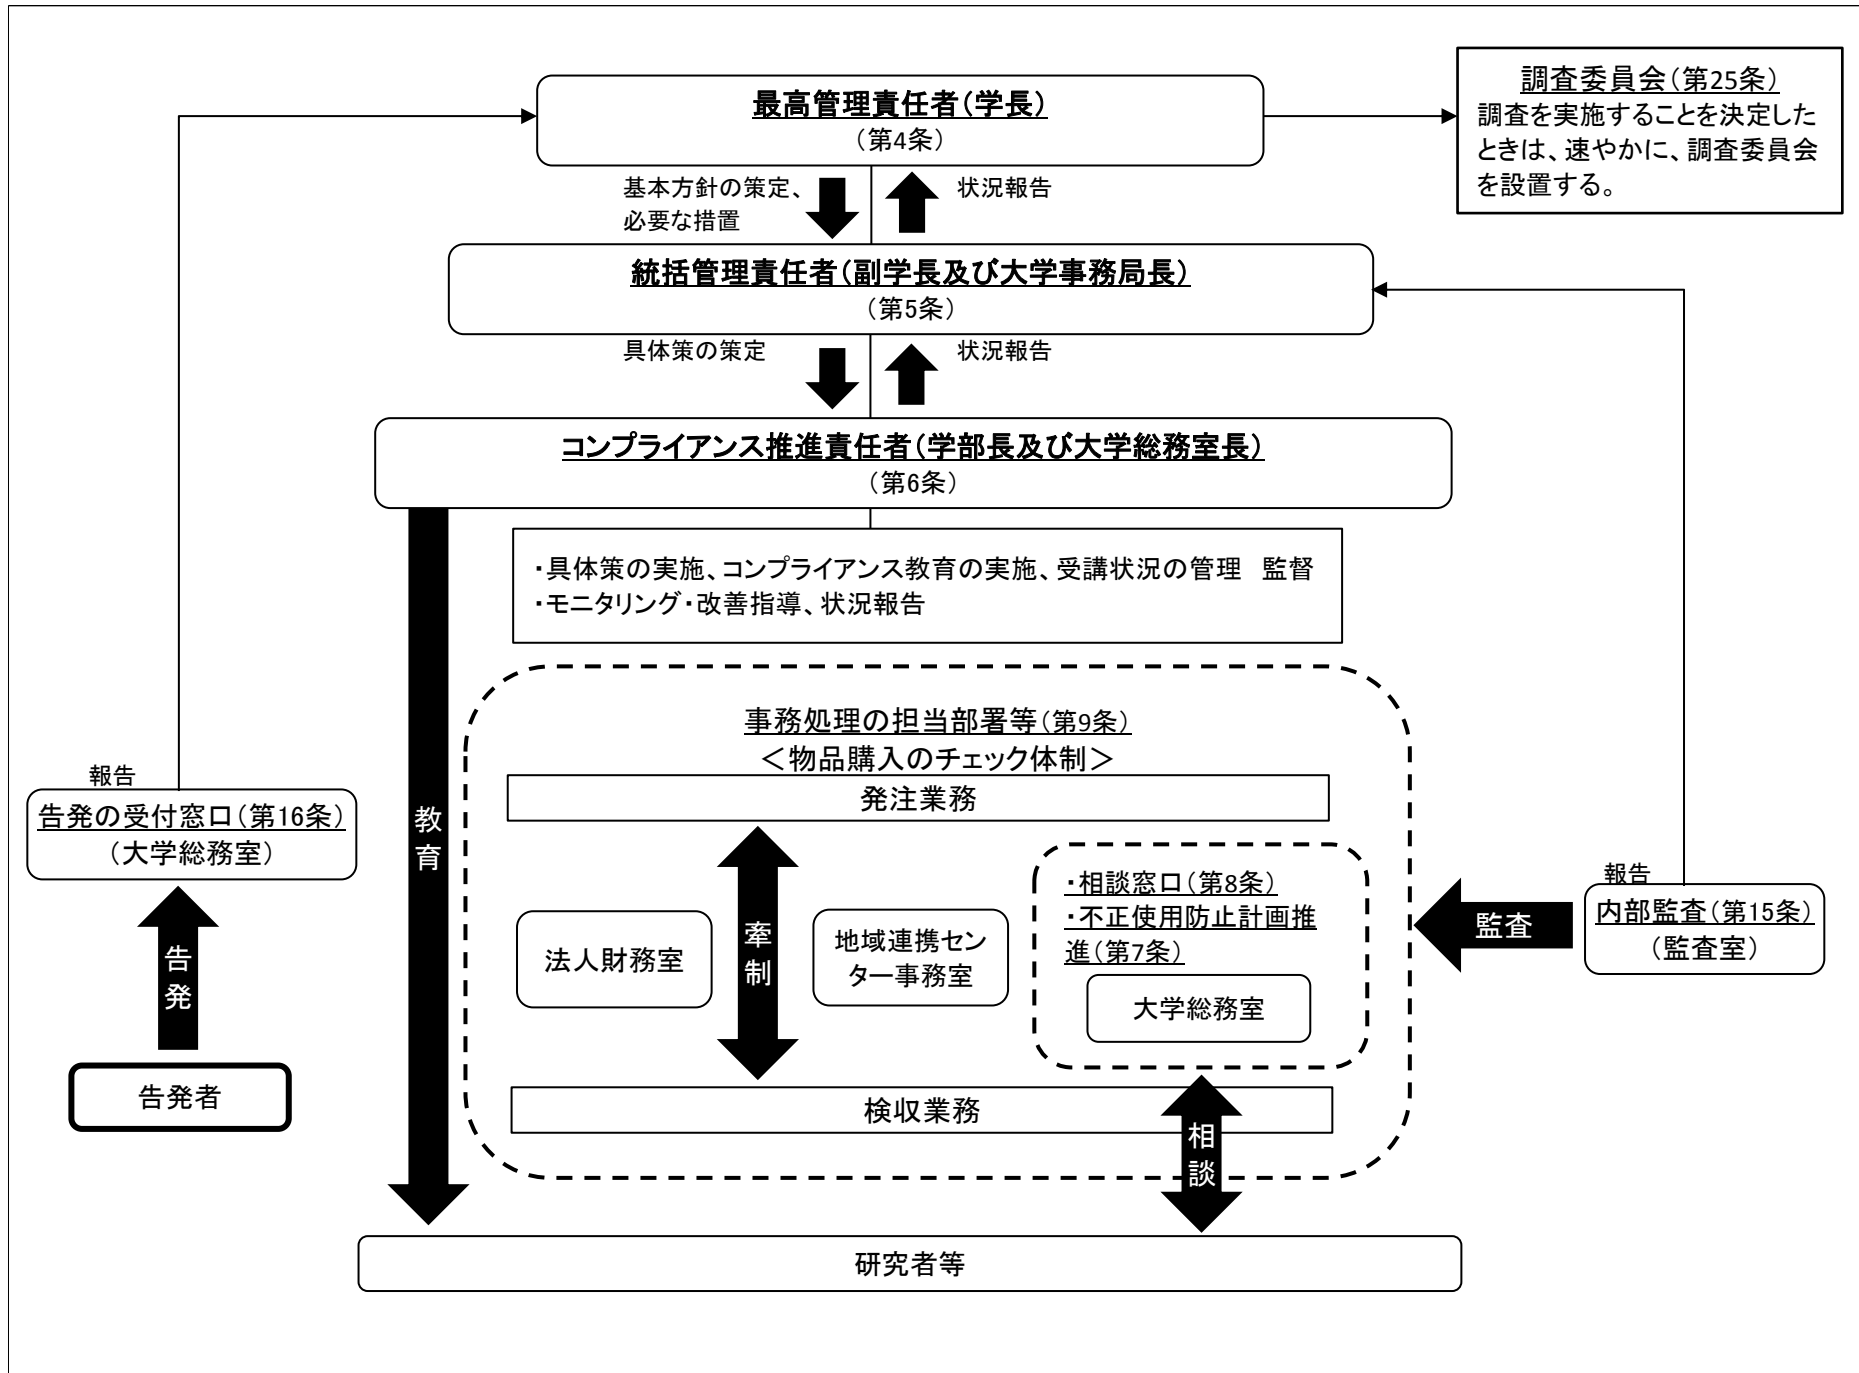 最高管理責任者(学長)
(第4条)
調査委員会(第25条)
調査を実施することを決定した
ときは、速やかに、調査委員会
を設置する。
基本方針の策定、
必要な措置
状況報告
統括管理責任者(副学長及び大学事務局長)
(第5条)
具体策の策定
状況報告
コンプライアンス推進責任者(学部長及び大学総務室長)
(第6条)
・具体策の実施、コンプライアンス教育の実施、受講状況の管理 監督
・モニタリング・改善指導、状況報告
事務処理の担当部署等(第9条)
<物品購入のチェック体制>
発注業務
報告
告発の受付窓口(第16条)
(大学総務室)
教育
・相談窓口(第8条)
・不正使用防止計画推
進(第7条)
大学総務室
法人財務室
牽制
地域連携セン
ター事務室
監査
報告
内部監査(第15条)
(監査室)
告発
告発者
検収業務
相談
研究者等